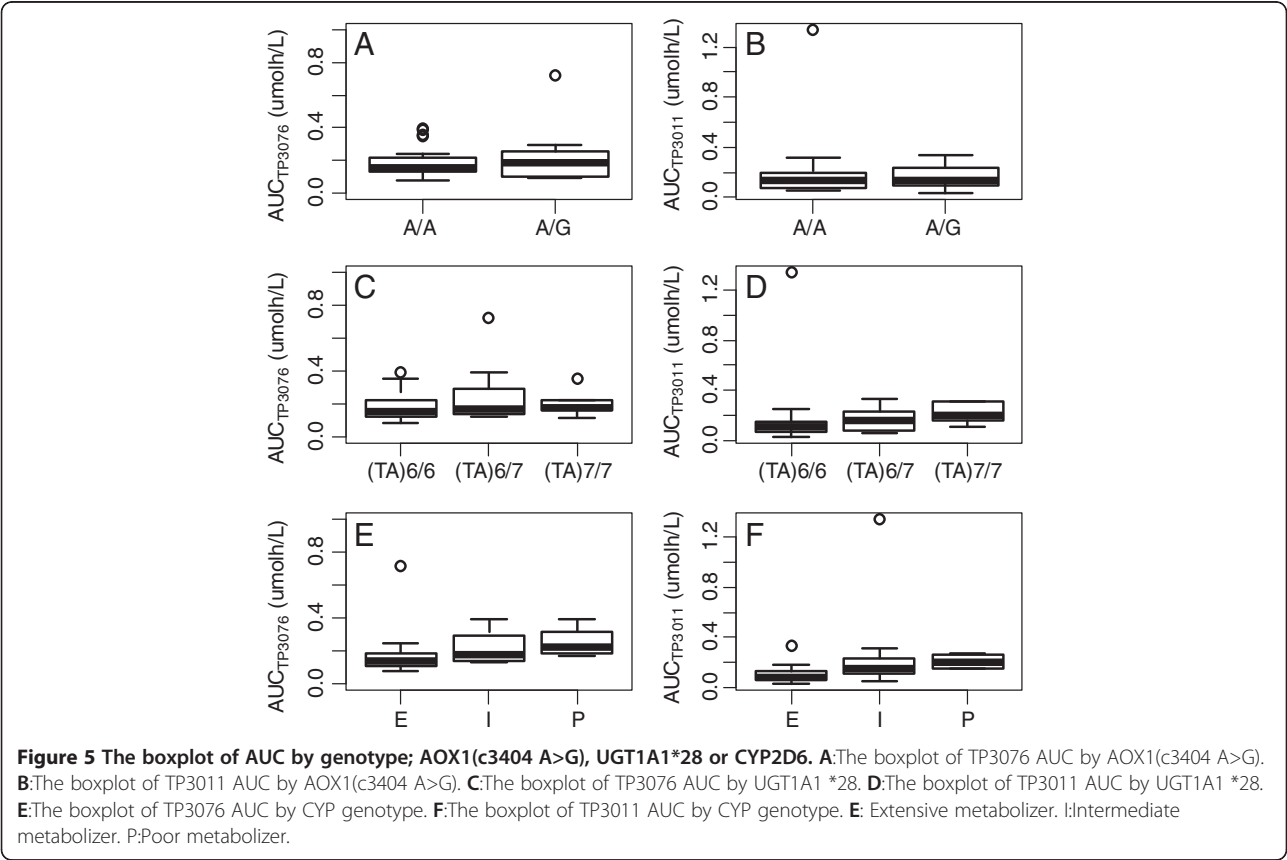 A
AUCTP3076 (umolh/L)
0.0 0.4 0.8
A/A A/G
B
AUCTP3011 (umolh/L)
0.0 0.4 0.8 1.2
A/A A/G
C
AUCTP3076 (umolh/L)
0.0 0.4 0.8
(TA)6/6 (TA)6/7 (TA)7/7
D
AUCTP3011 (umolh/L)
0.0 0.4 0.8 1.2
(TA)6/6 (TA)6/7 (TA)7/7
E
AUCTP3076 (umolh/L)
0.0 0.4 0.8
E I P
F
AUCTP3011 (umolh/L)
0.0 0.4 0.8 1.2
E I P
Figure 5 The boxplot of AUC by genotype; AOX1(c3404 A>G), UGT1A1*28 or CYP2D6. A:The boxplot of TP3076 AUC by AOX1(c3404 A>G).
B:The boxplot of TP3011 AUC by AOX1(c3404 A>G). C:The boxplot of TP3076 AUC by UGT1A1 *28. D:The boxplot of TP3011 AUC by UGT1A1 *28.
E:The boxplot of TP3076 AUC by CYP genotype. F:The boxplot of TP3011 AUC by CYP genotype. E: Extensive metabolizer. I:Intermediate
metabolizer. P:Poor metabolizer.